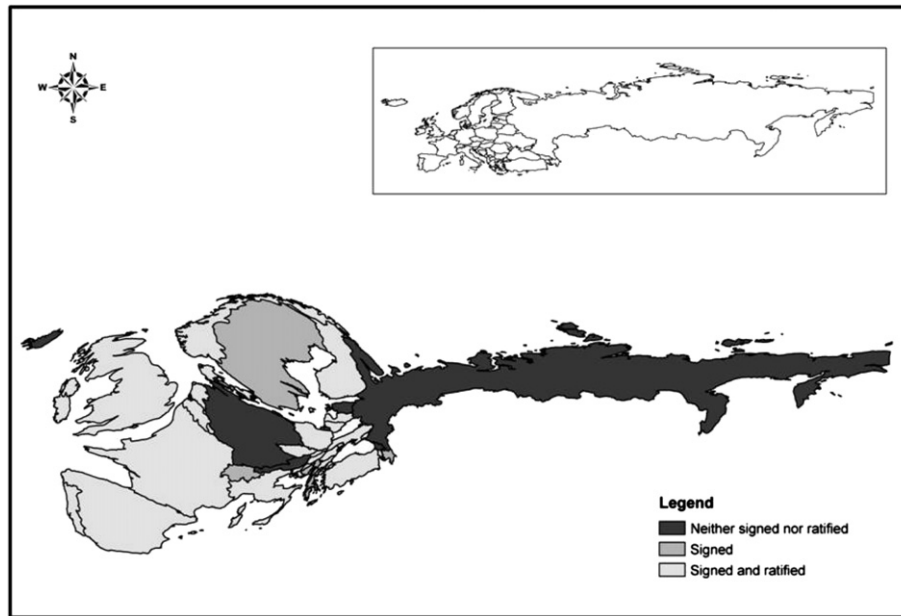 N
W E
S
Legend
Neither signed nor ratified
Signed
Signed and ratified